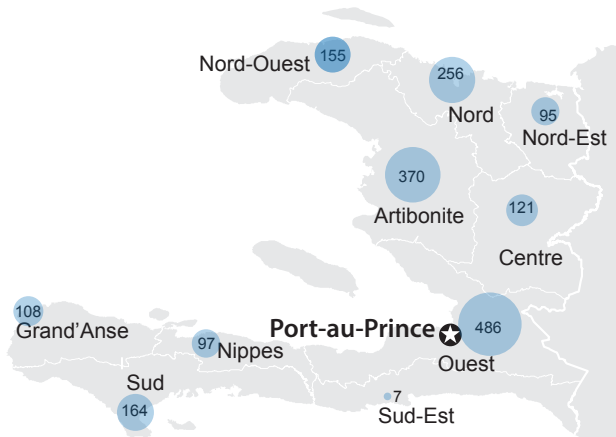 155
Nord-Ouest
256
Nord
95
Nord-Est
370
Artibonite
121
Centre
108
Grand'Anse
97
Nippes
Port-au-Prince
486
Ouest
Sud
164
7
Sud-Est